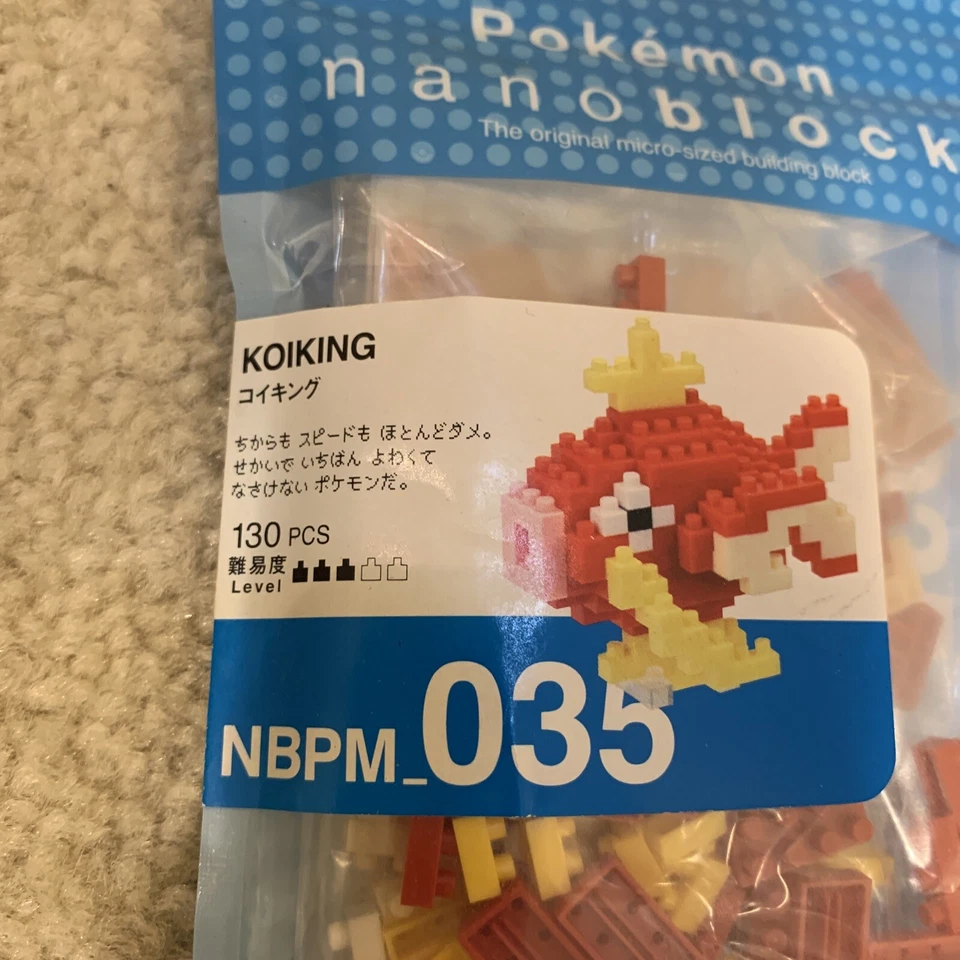 Pokémon
nanoblock
The original micro-sized building block
KOIKING
コイキング
ちからも スピードも ほとんどダメ。
せかいで いちばん よわくて
なさけない ポケモンだ。
130 PCS
難易度
Level
NBPM_035